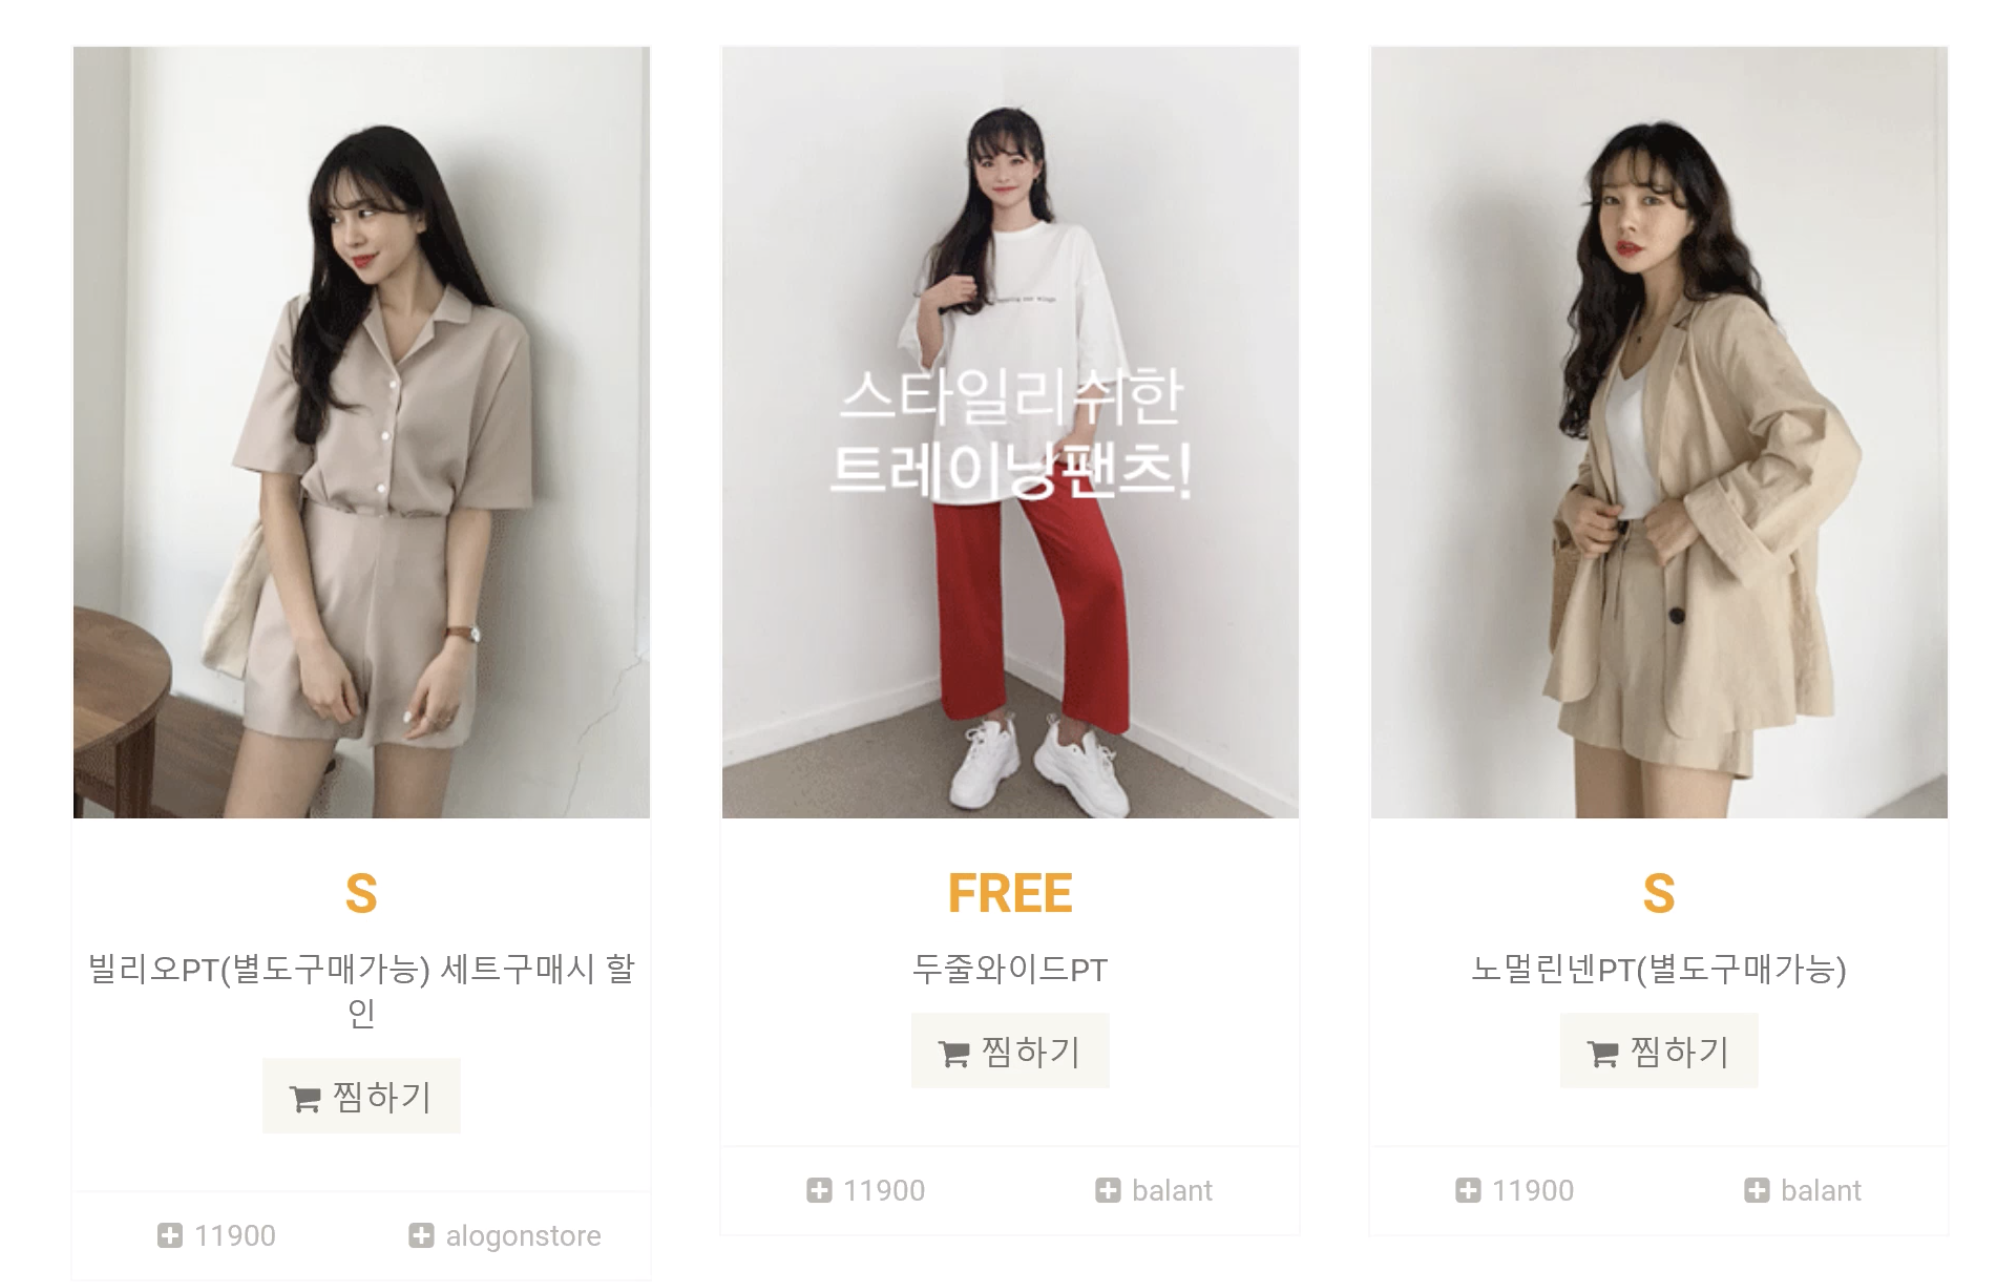 스타일리쉬한
트레이닝팬츠!
S
빌리오PT(별도구매가능) 세트구매시 할
인
찜하기
11900
alogonstore
FREE
두줄와이드PT
찜하기
11900
balant
S
노멀린넨PT(별도구매가능)
찜하기
11900
balant